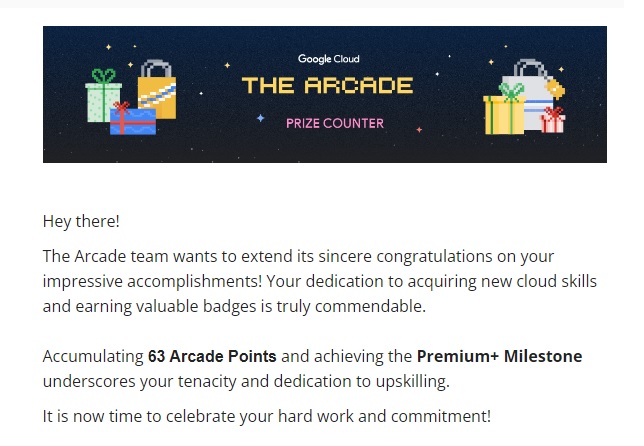 Google Cloud
THE ARCADE
PRIZE COUNTER
Hey there!
The Arcade team wants to extend its sincere congratulations on your
impressive accomplishments! Your dedication to acquiring new cloud skills
and earning valuable badges is truly commendable.
Accumulating 63 Arcade Points and achieving the Premium+ Milestone
underscores your tenacity and dedication to upskilling.
It is now time to celebrate your hard work and commitment!